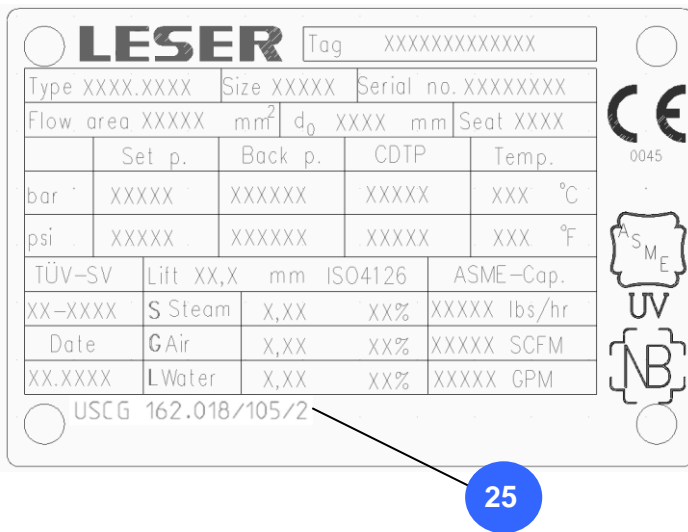 LESER Tag XXXXXXXXXXXXX
Type XXXX.XXXX Size XXXXX Serial no. XXXXXXXX
Flow area XXXXX mm² d₀ XXXX mm Seat XXXX
CE
Set p. Back p. CDTP Temp.
0045
bar XXXXX XXXXXX XXXXX XXX °C
psi XXXXX XXXXXX XXXXX XXX °F
ASME
TÜV-SV Lift XX,X mm ISO4126 ASME-Cap.
XX-XXXX S Steam X,XX XX% XXXXX lbs/hr
UV
Date G Air X,XX XX% XXXXX SCFM
NB
XX.XXXX L Water X,XX XX% XXXXX GPM
USCG 162.018/105/2
25